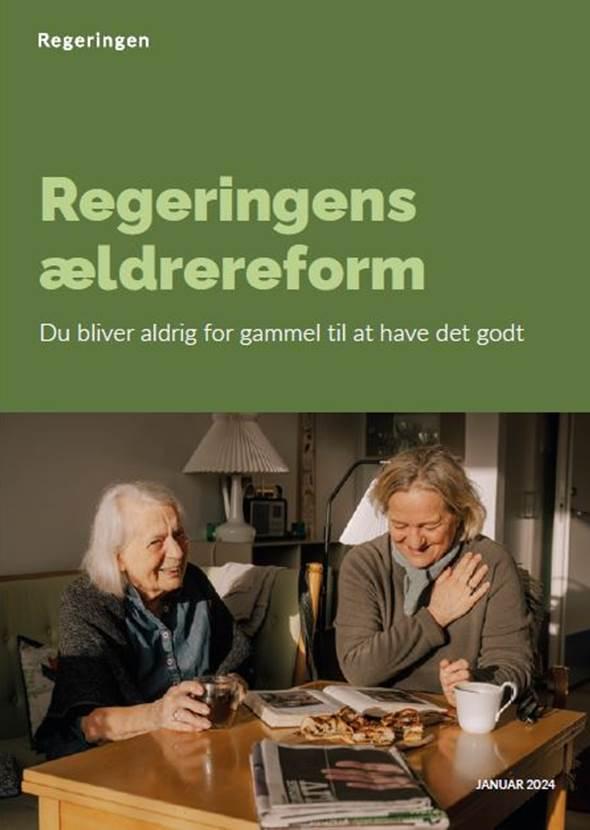 Regeringen
Regeringens
ældrereform
Du bliver aldrig for gammel til at have det godt
JANUAR 2024